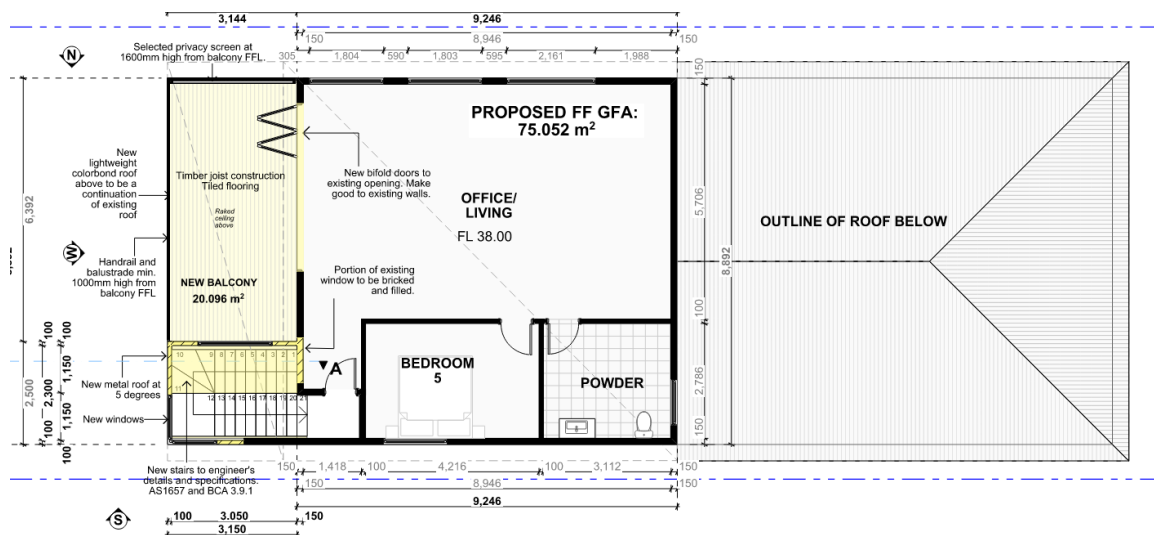 3,144
9,246
150
8,946
150
305
1,804
590
1,803
595
2,161
1,988
N
Selected privacy screen at
1600mm high from balcony FFL.
150
PROPOSED FF GFA:
75.052 m²
New
lightweight
colorbond roof
above to be a
continuation
of existing
roof
Timber joist construction
Tiled flooring
Raked
ceiling
above
New bifold doors to
existing opening. Make
good to existing walls.
OFFICE/
LIVING
FL 38.00
6,392
5,706
8,892
OUTLINE OF ROOF BELOW
W
Handrail and
balustrade min.
1000mm high from
balcony FFL
NEW BALCONY
20.096 m²
Portion of existing
window to be bricked
and filled.
100
100
100
10
9
8
7
6
5
4
3
2
1
A
BEDROOM
5
POWDER
New metal roof at
5 degrees
2,500
2,300
1,150
1,150
2,786
11
12
13
14
15
16
17
18
19
20
21
New windows
100
100
150
New stairs to engineer's
details and specifications.
AS1657 and BCA 3.9.1
150
1,418
100
4,216
100
3,112
150
150
8,946
150
9,246
S
100
3.050
150
3,150